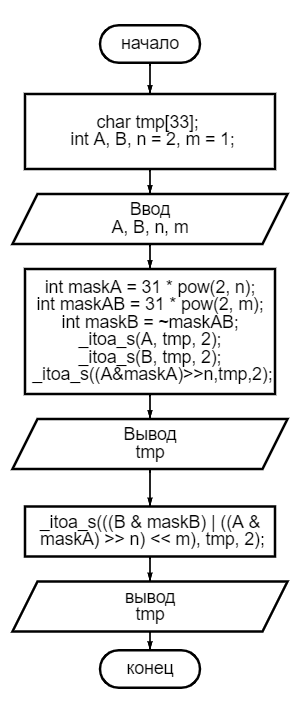 начало
char tmp[33];
int A, B, n = 2, m = 1;
Ввод
A, B, n, m
int maskA = 31 * pow(2, n);
int maskAB = 31 * pow(2, m);
int maskB = ~maskAB;
_itoa_s(A, tmp, 2);
_itoa_s(B, tmp, 2);
_itoa_s((A&maskA)>>n,tmp,2);
Вывод
tmp
_itoa_s(((B & maskB) | ((A &
maskA) >> n) << m), tmp, 2);
вывод
tmp
конец